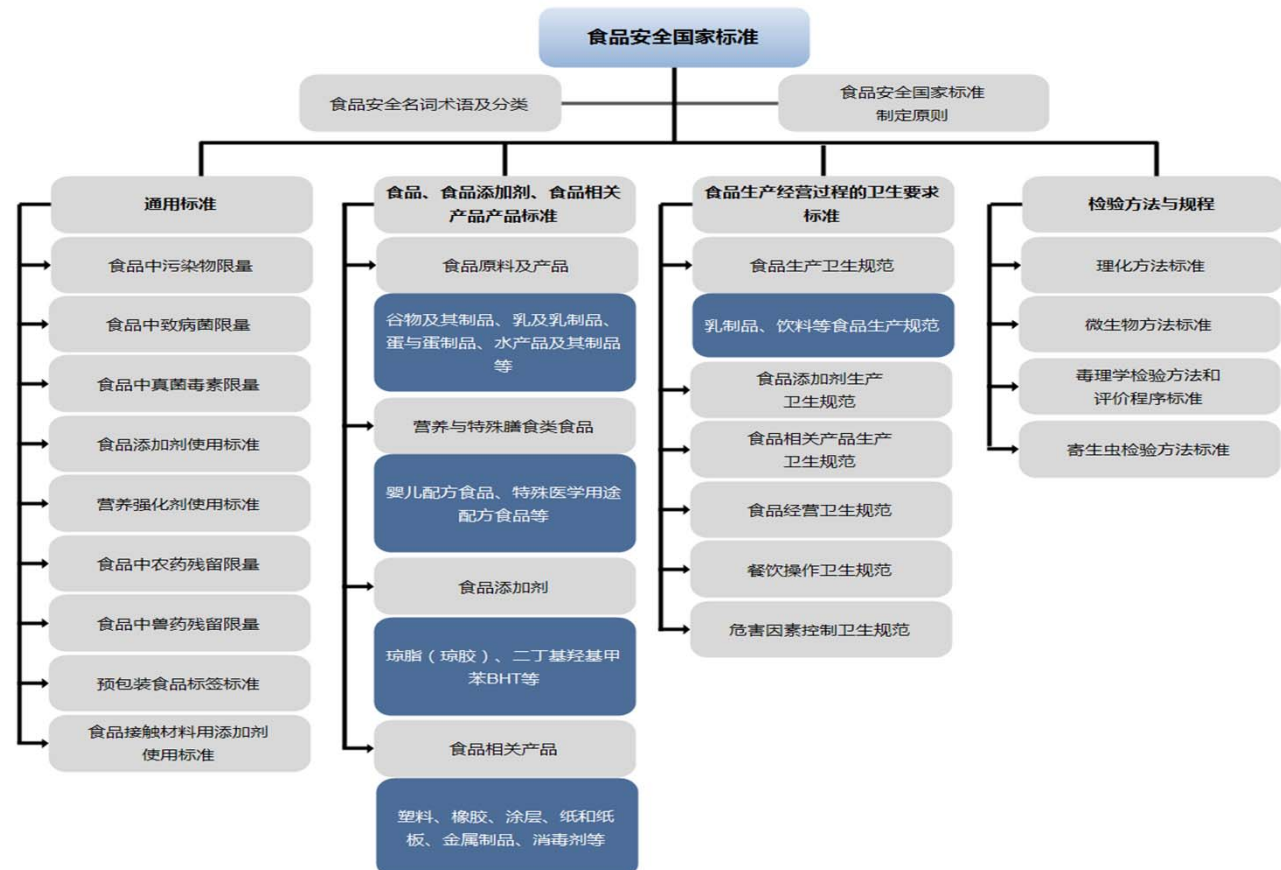 食品安全国家标准
食品安全名词术语及分类
食品安全国家标准
制定原则
通用标准
食品中污染物限量
食品中致病菌限量
食品中真菌毒素限量
食品添加剂使用标准
营养强化剂使用标准
食品中农药残留限量
食品中兽药残留限量
预包装食品标签标准
食品接触材料用添加剂
使用标准
食品、食品添加剂、食品相关
产品产品标准
食品原料及产品
谷物及其制品、乳及乳制品、
蛋与蛋制品、水产品及其制品
等
营养与特殊膳食类食品
婴儿配方食品、特殊医学用途
配方食品等
食品添加剂
琼脂（琼胶）、二丁基羟基甲
苯BHT等
食品相关产品
塑料、橡胶、涂层、纸和纸
板、金属制品、消毒剂等
食品生产经营过程的卫生要求
标准
食品生产卫生规范
乳制品、饮料等食品生产规范
食品添加剂生产
卫生规范
食品相关产品生产
卫生规范
食品经营卫生规范
餐饮操作卫生规范
危害因素控制卫生规范
检验方法与规程
理化方法标准
微生物方法标准
毒理学检验方法和
评价程序标准
寄生虫检验方法标准